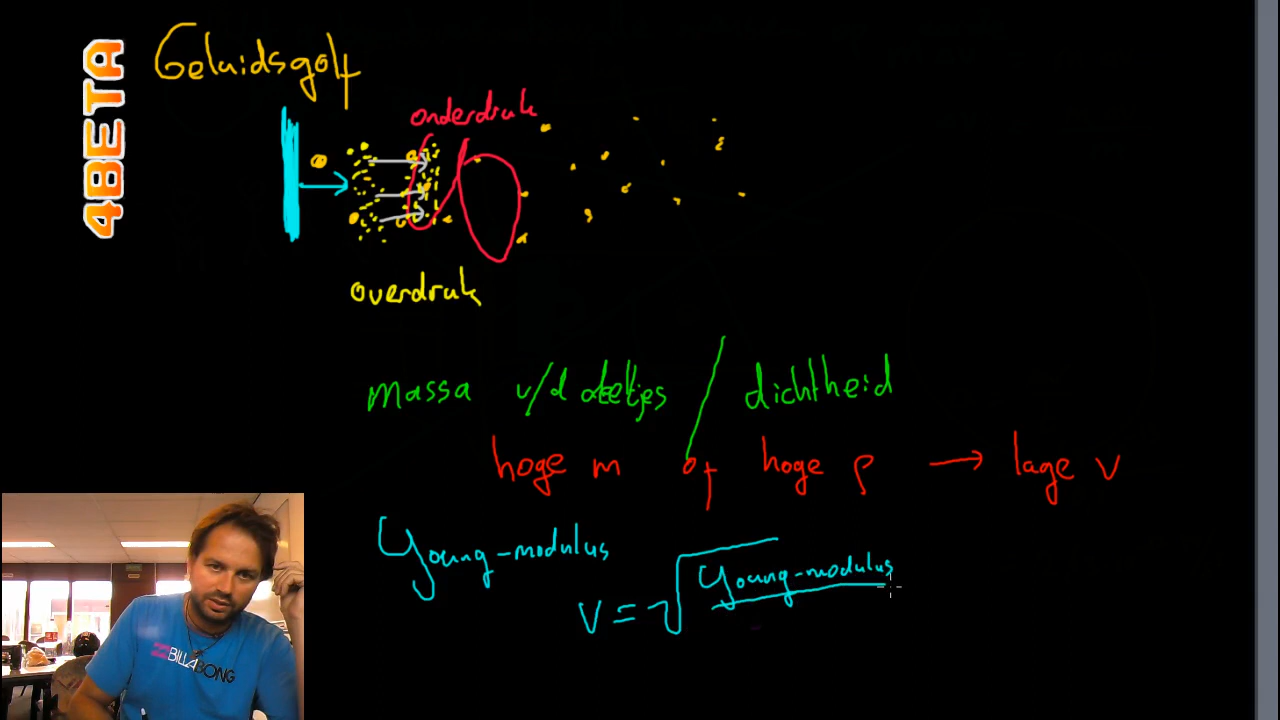 4BETA
Geluidsgolf
onderdruk
overdruk
massa v/d deeltjes / dichtheid
hoge m of hoge ρ → lage v
Young-modulus
v = √ Young-modulus
BILLABONG